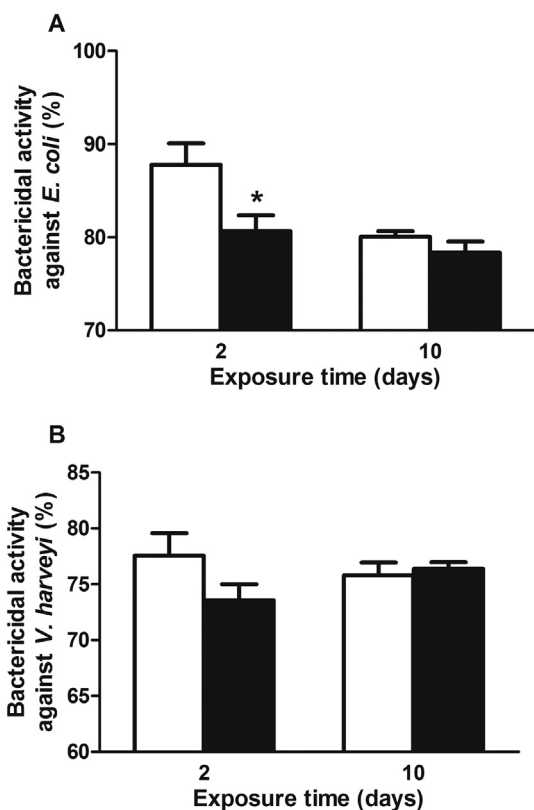 A
Bactericidal activity
against E. coli (%)
100
90
80
70
*
2 10
Exposure time (days)
B
Bactericidal activity
against V. harveyi (%)
85
80
75
70
65
60
2 10
Exposure time (days)